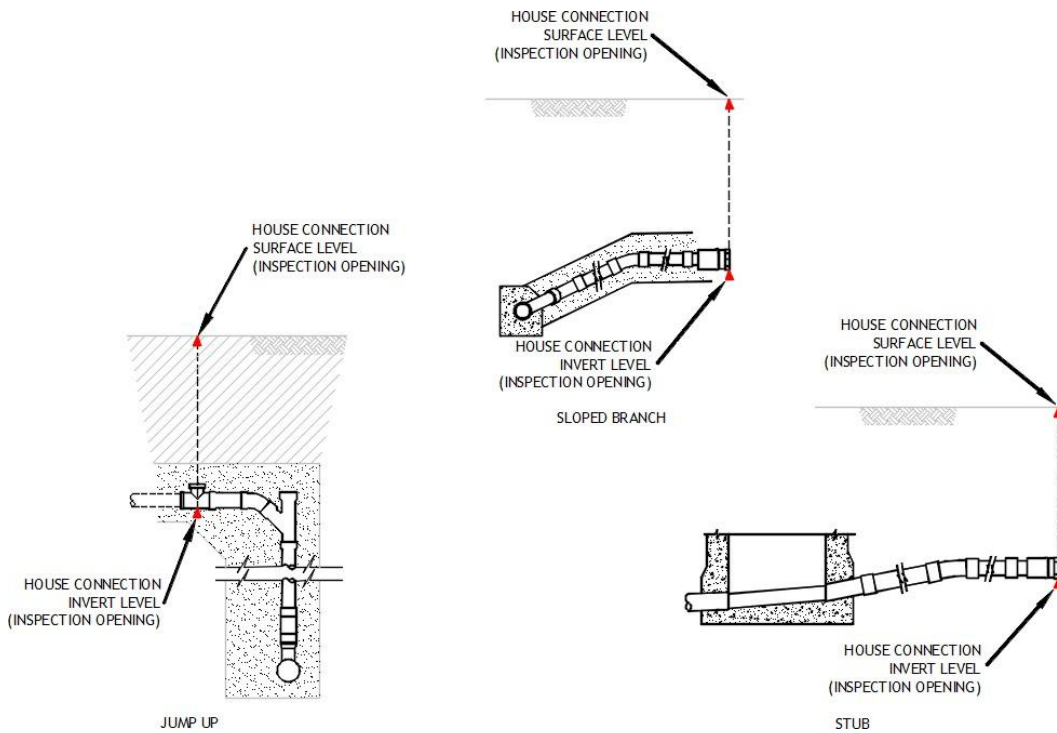 HOUSE CONNECTION
SURFACE LEVEL
(INSPECTION OPENING)
HOUSE CONNECTION
SURFACE LEVEL
(INSPECTION OPENING)
HOUSE CONNECTION
INVERT LEVEL
(INSPECTION OPENING)
SLOPED BRANCH
HOUSE CONNECTION
SURFACE LEVEL
(INSPECTION OPENING)
HOUSE CONNECTION
INVERT LEVEL
(INSPECTION OPENING)
JUMP UP
HOUSE CONNECTION
INVERT LEVEL
(INSPECTION OPENING)
STUB